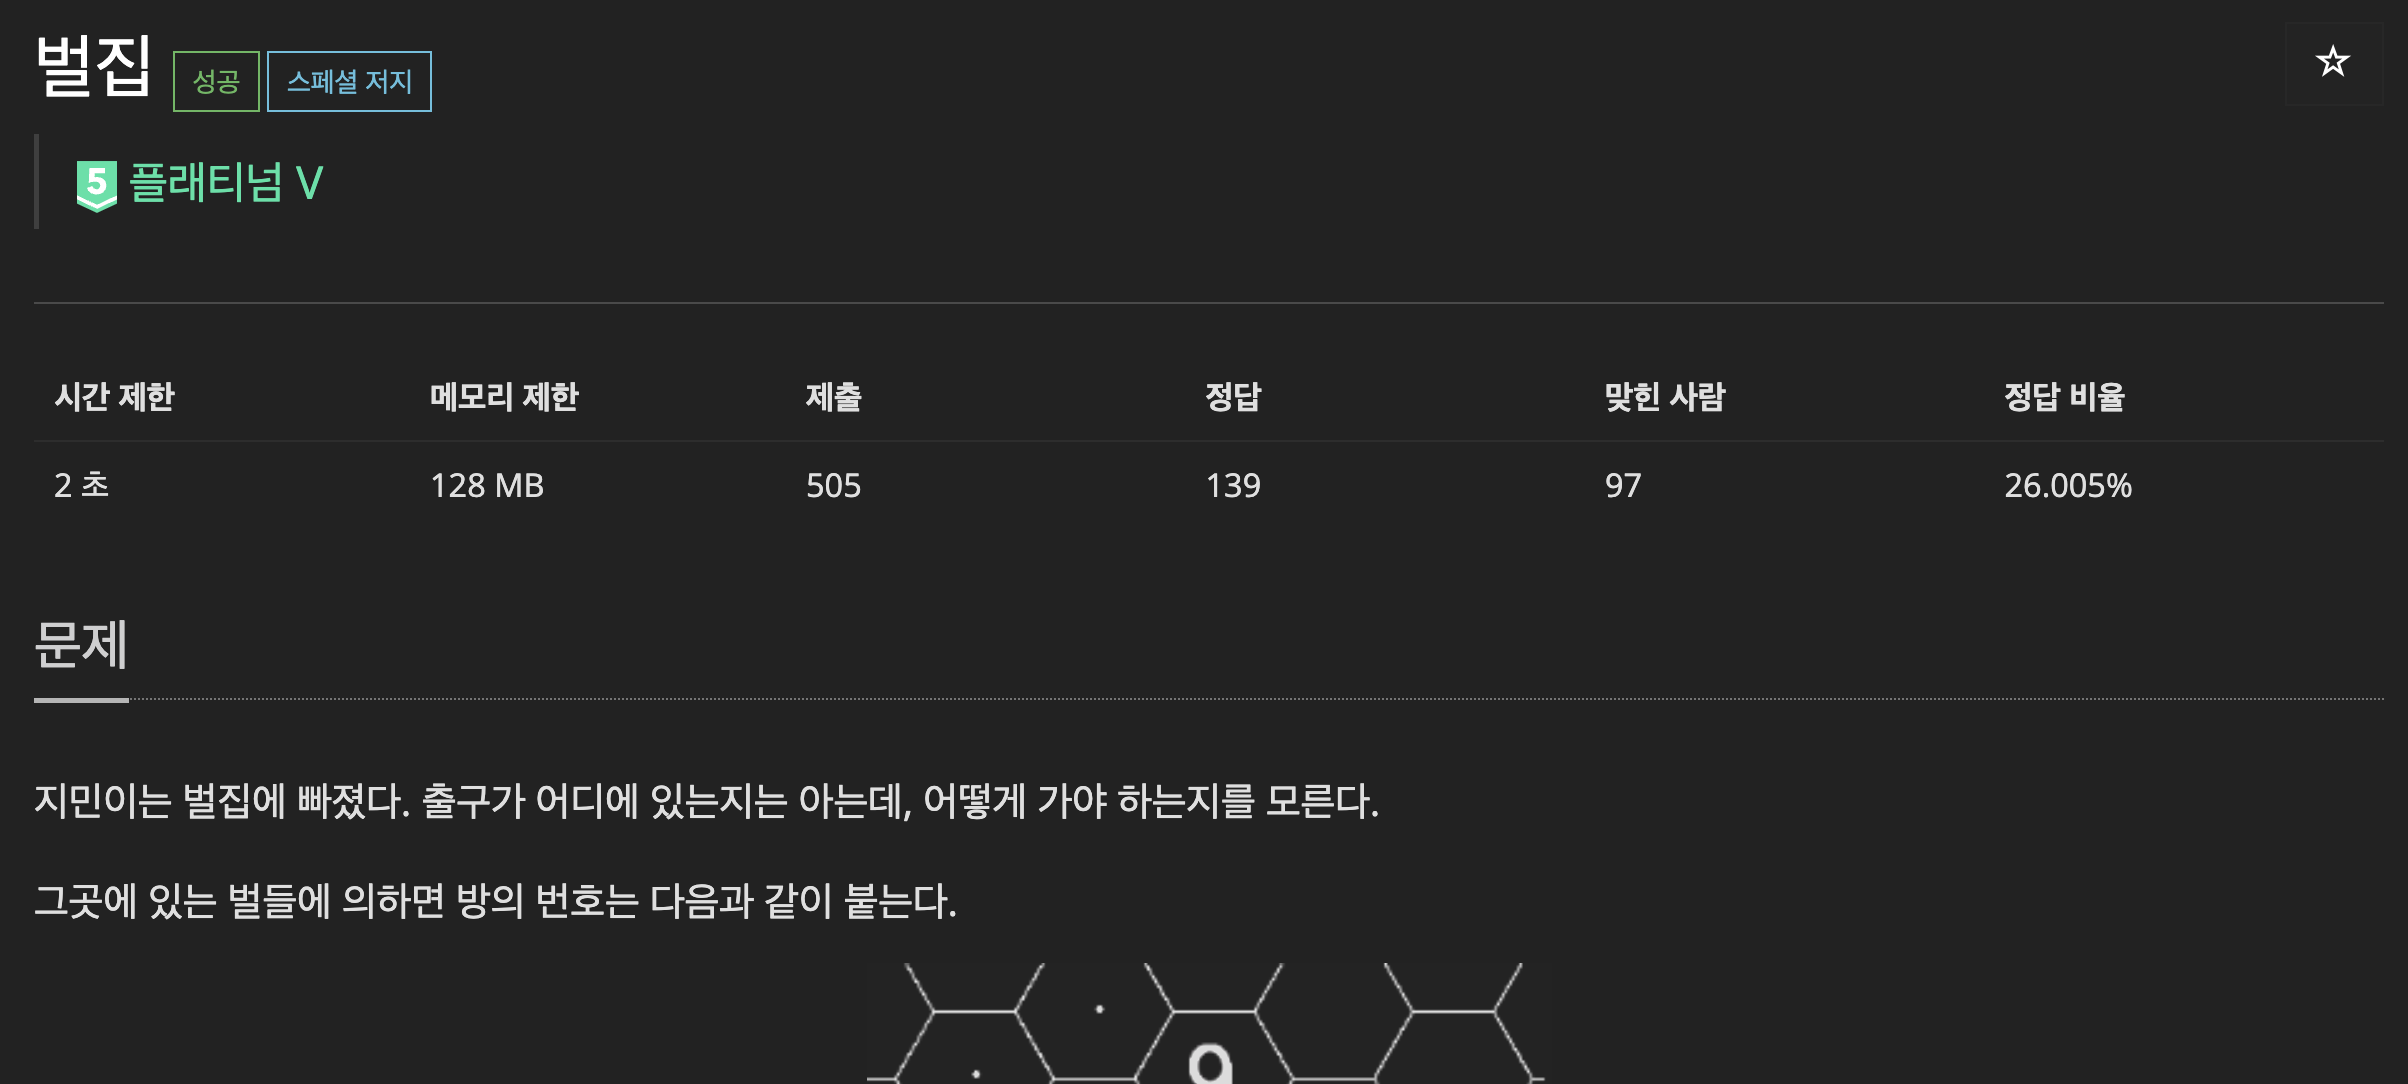 벌집 성공 스페셜 저지
5 플래티넘 V
시간 제한 메모리 제한 제출 정답 맞힌 사람 정답 비율
2 초 128 MB 505 139 97 26.005%
문제
지민이는 벌집에 빠졌다. 출구가 어디에 있는지는 아는데, 어떻게 가야 하는지를 모른다.
그곳에 있는 벌들에 의하면 방의 번호는 다음과 같이 붙는다.